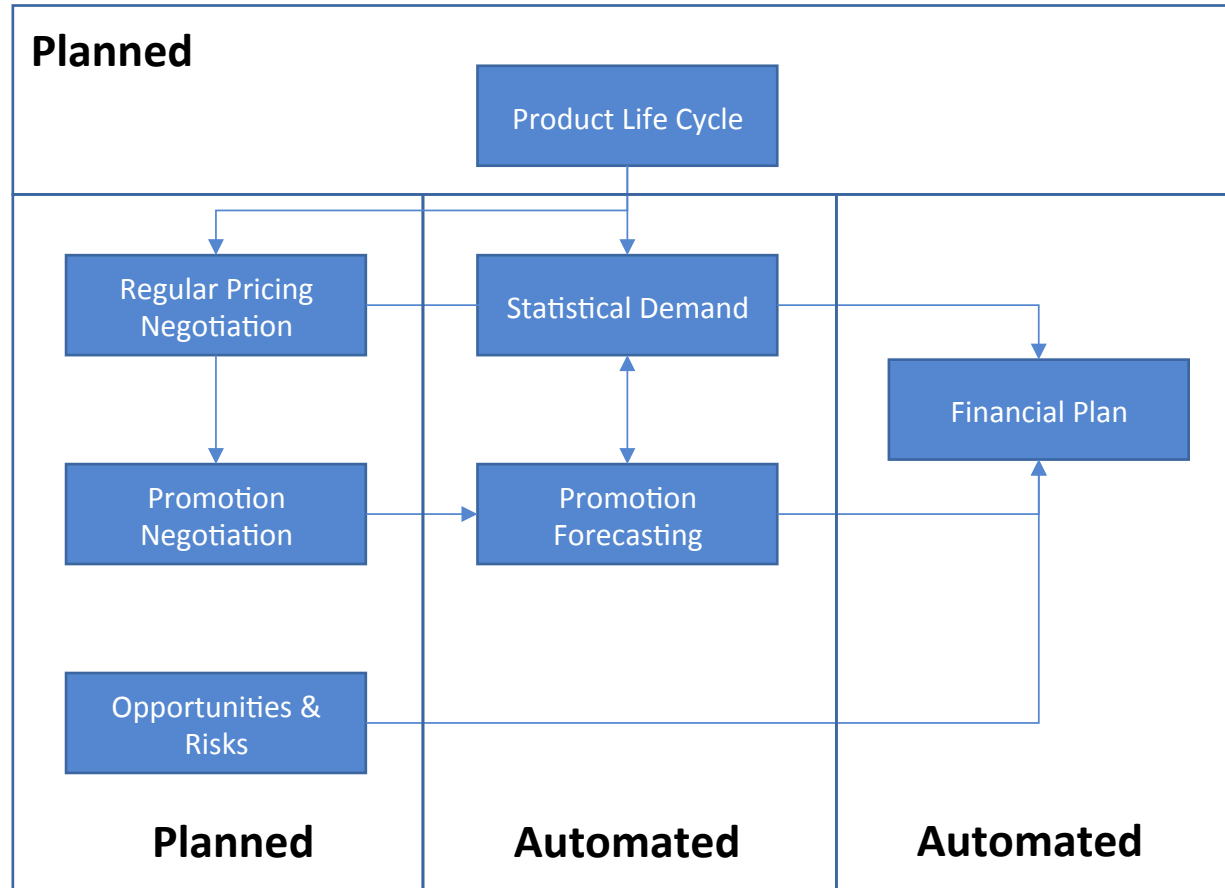 Planned
Product Life Cycle
Regular Pricing
Negotiation
Statistical Demand
Financial Plan
Promotion
Negotiation
Promotion
Forecasting
Opportunities &
Risks
Planned
Automated
Automated